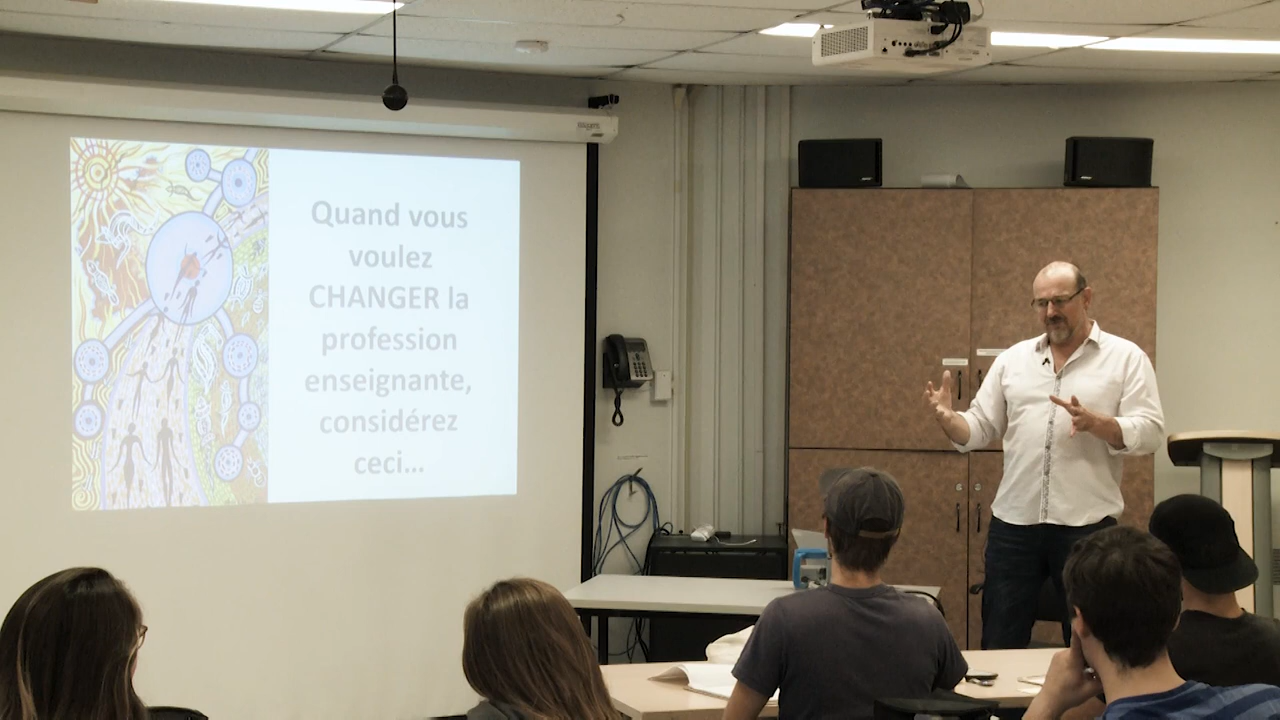 Quand vous
voulez
CHANGER la
profession
enseignante,
considérez
ceci...